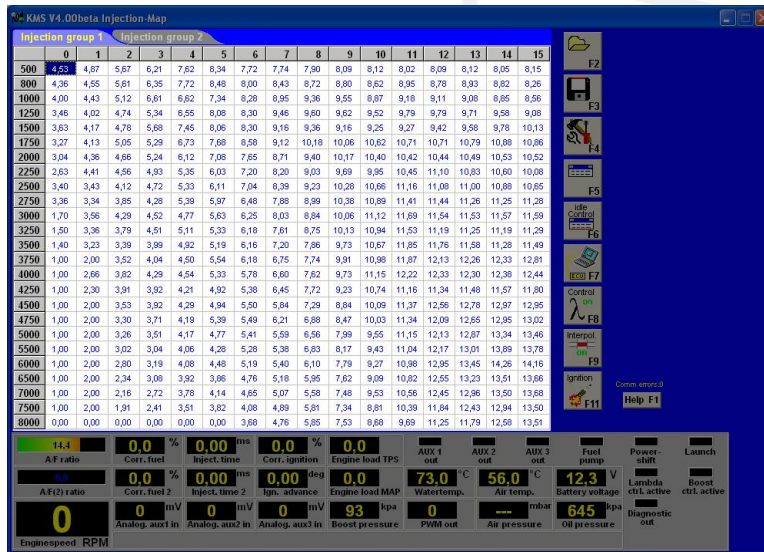 KMS V4.00beta Injection-Map
Injection group 1 Injection group 2
0 1 2 3 4 5 6 7 8 9 10 11 12 13 14 15
500 4,53 4,87 5,67 6,21 7,62 8,34 7,72 7,74 7,90 8,09 8,12 8,02 8,09 8,12 8,05 8,15
800 4,36 4,55 5,61 6,35 7,72 8,48 8,00 8,43 8,72 8,80 8,62 8,95 8,78 8,93 8,82 8,26
1000 4,00 4,43 5,12 6,61 6,62 7,34 8,28 8,95 9,36 9,55 8,87 9,18 9,11 9,08 8,85 8,56
1250 3,46 4,02 4,74 5,34 6,55 8,08 8,30 9,46 9,60 9,62 9,52 9,79 9,79 9,71 9,58 9,08
1500 3,63 4,17 4,78 5,68 7,45 8,06 8,30 9,16 9,36 9,16 9,25 9,27 9,42 9,58 9,78 10,13
1750 3,27 4,13 5,05 5,29 6,73 7,68 8,58 9,12 10,18 10,06 10,62 10,71 10,71 10,79 10,88 10,86
2000 3,04 4,36 4,66 5,24 6,12 7,08 7,65 8,71 9,40 10,17 10,40 10,42 10,44 10,49 10,53 10,52
2250 2,63 4,41 4,56 4,93 5,35 6,03 7,20 8,20 9,03 9,69 9,95 10,45 11,10 10,83 10,60 10,08
2500 3,40 3,43 4,12 4,72 5,33 6,11 7,04 8,39 9,23 10,28 10,66 11,16 11,08 11,00 10,88 10,65
2750 3,36 3,34 3,85 4,28 5,39 5,97 6,48 7,88 8,99 10,38 10,89 11,41 11,44 11,26 11,25 11,28
3000 1,70 3,56 4,29 4,52 4,77 5,63 6,25 8,03 8,84 10,06 11,12 11,69 11,54 11,53 11,57 11,59
3250 1,50 3,36 3,79 4,51 5,11 5,33 6,18 7,61 8,75 10,13 10,94 11,53 11,19 11,25 11,19 11,29
3500 1,40 3,23 3,39 3,99 4,92 5,19 6,16 7,20 7,86 9,73 10,67 11,85 11,76 11,58 11,28 11,49
3750 1,00 2,00 3,52 4,04 4,50 5,54 6,18 6,75 7,74 9,91 10,98 11,87 12,13 12,26 12,33 12,81
4000 1,00 2,66 3,82 4,29 4,54 5,33 5,78 6,60 7,62 9,73 11,15 12,22 12,33 12,30 12,38 12,44
4250 1,00 2,30 3,91 3,92 4,21 4,92 5,38 6,45 7,72 9,23 10,74 11,16 11,34 11,48 11,57 11,80
4500 1,00 2,00 3,53 3,92 4,29 4,94 5,50 5,84 7,29 8,84 10,09 11,37 12,56 12,78 12,97 12,95
4750 1,00 2,00 3,30 3,71 4,19 5,39 5,49 6,21 6,88 8,47 10,03 11,34 12,09 12,65 12,95 13,02
5000 1,00 2,00 3,26 3,51 4,17 4,77 5,41 5,59 6,56 7,99 9,55 11,15 12,13 12,87 13,34 13,46
5500 1,00 2,00 3,02 3,04 4,06 4,28 5,28 5,38 6,83 8,17 9,43 11,04 12,17 13,01 13,89 13,78
6000 1,00 2,00 2,80 3,19 4,08 4,48 5,19 5,40 6,10 7,79 9,27 10,98 12,95 13,45 14,26 14,16
6500 1,00 2,00 2,34 3,08 3,92 3,86 4,76 5,18 5,95 7,62 9,09 10,82 12,55 13,23 13,51 13,66
7000 1,00 2,00 2,16 2,72 3,78 4,14 4,65 5,07 5,58 7,48 9,53 10,56 12,45 12,96 13,50 13,68
7500 1,00 2,00 1,91 2,41 3,51 3,82 4,08 4,89 5,81 7,34 8,81 10,39 11,84 12,43 12,94 13,50
8000 0,00 0,00 0,00 0,00 0,00 0,00 3,68 4,76 5,85 7,53 8,68 9,69 11,25 11,79 12,58 13,51
F2
F3
F4
F5
Idle
Control
F6
ECU F7
Control
λ on
F8
Interpol.
on
F9
Ignition
F11
Comm errors:0
Help F1
14,4
A/F ratio
0,0 %
Corr. fuel
0,00 ms
Inject. time
0,0 %
Corr. ignition
0,0
Engine load TPS
AUX 1
out
AUX 2
out
AUX 3
out
Fuel
pump
Power-
shift
Launch
0,0
A/F(2) ratio
0,0 %
Corr. fuel 2
0,00 ms
Inject. time 2
0,00 deg
Ign. advance
0,0
Engine load MAP
73,0 °C
Watertemp.
56,0 °C
Air temp.
12,3 V
Battery voltage
Lambda
ctrl. active
Boost
ctrl. active
0
Enginespeed RPM
0 mV
Analog. aux1 in
0 mV
Analog. aux2 in
0 mV
Analog. aux3 in
93 kpa
Boost pressure
0
PWM out
--- mbar
Air pressure
645 kpa
Oil pressure
Diagnostic
out